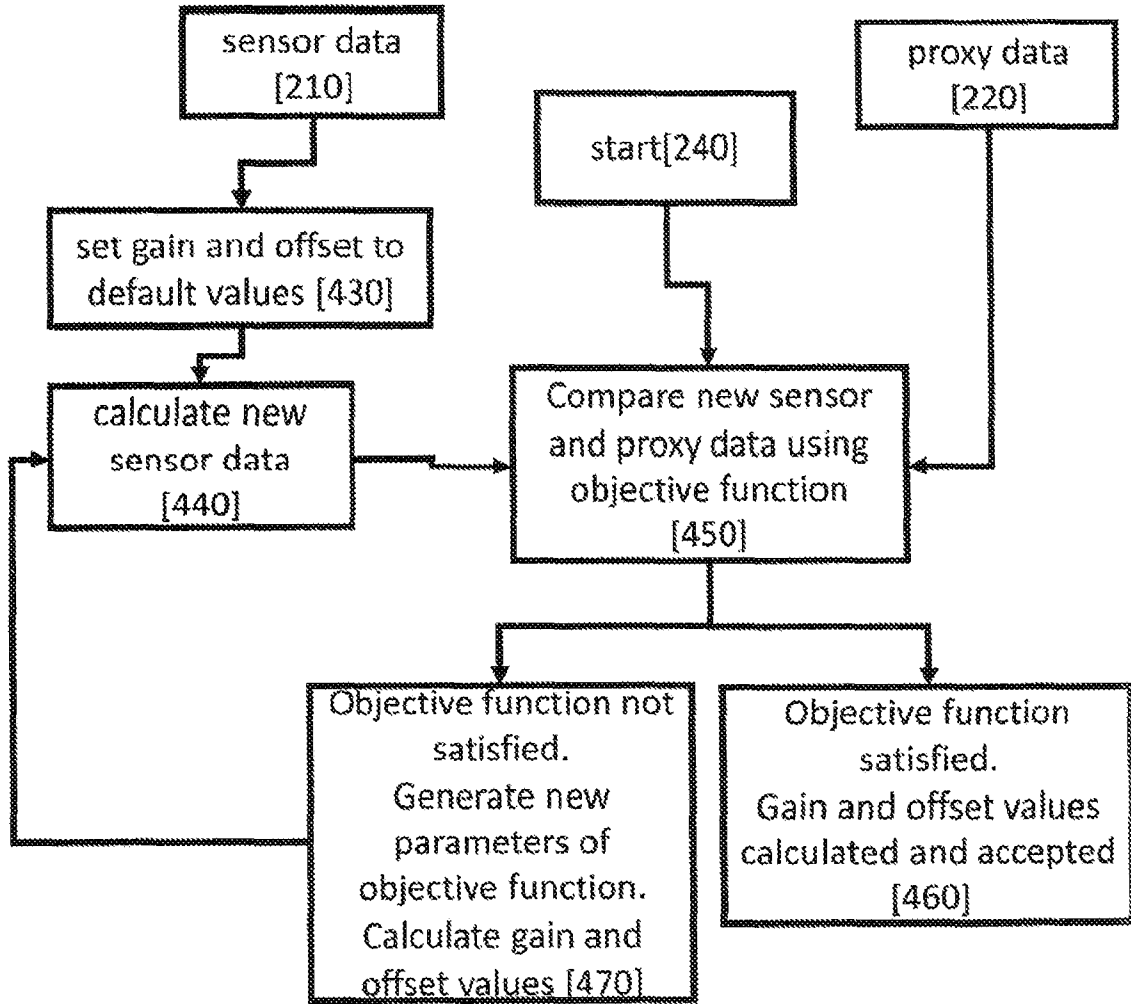 sensor data
[210]
proxy data
[220]
start[240]
set gain and offset to
default values [430]
calculate new
sensor data
[440]
Compare new sensor
and proxy data using
objective function
[450]
Objective function not
satisfied.
Generate new
parameters of
objective function.
Calculate gain and
offset values [470]
Objective function
satisfied.
Gain and offset values
calculated and accepted
[460]